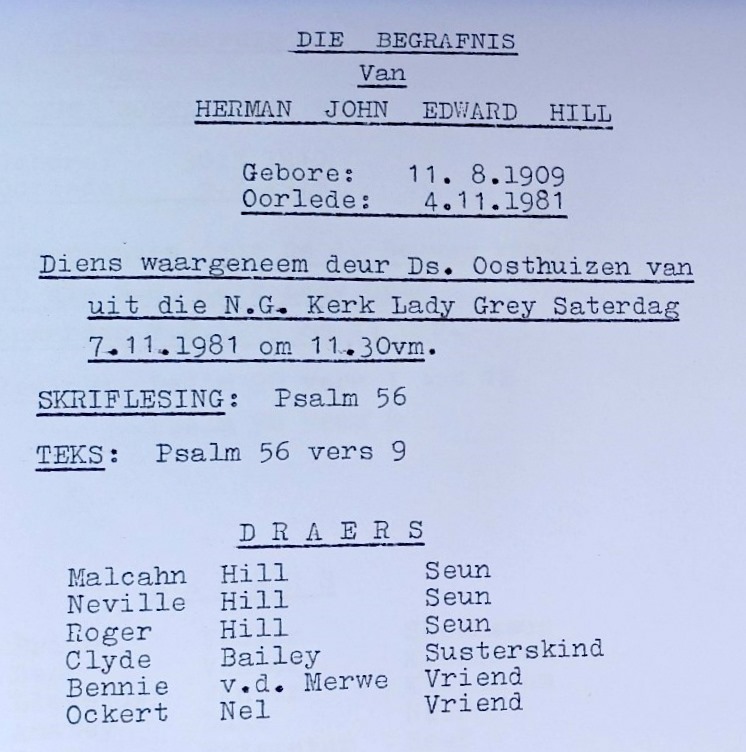 DIE BEGRAFNIS
Van
HERMAN JOHN EDWARD HILL
Gebore: 11. 8.1909
Oorlede: 4.11.1981
Diens waargeneem deur Ds. Oosthuizen van
uit die N.G. Kerk Lady Grey Saterdag
7.11.1981 om 11.30vm.
SKRIFLESING: Psalm 56
TEKS: Psalm 56 vers 9
D R A E R S
Malcahn Hill Seun
Neville Hill Seun
Roger Hill Seun
Clyde Bailey Susterskind
Bennie v.d. Merwe Vriend
Ockert Nel Vriend